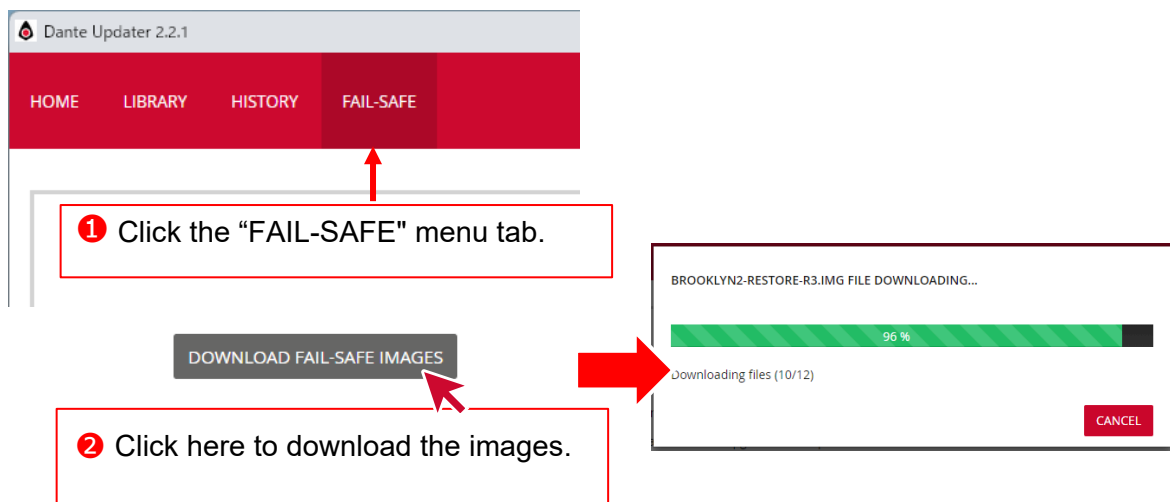 Dante Updater 2.2.1
HOME LIBRARY HISTORY FAIL-SAFE
❶ Click the “FAIL-SAFE" menu tab.
DOWNLOAD FAIL-SAFE IMAGES
❷ Click here to download the images.
BROOKLYN2-RESTORE-R3.IMG FILE DOWNLOADING...
96 %
Downloading files (10/12)
CANCEL